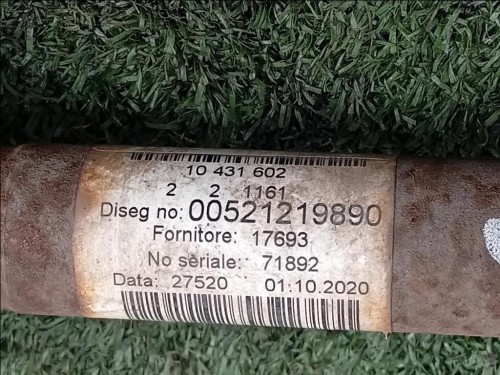 10 431 602
2 2 1161
Diseg no: 00521219890
Fornitore: 17693
No seriale: 71892
Data: 27520 01.10.2020